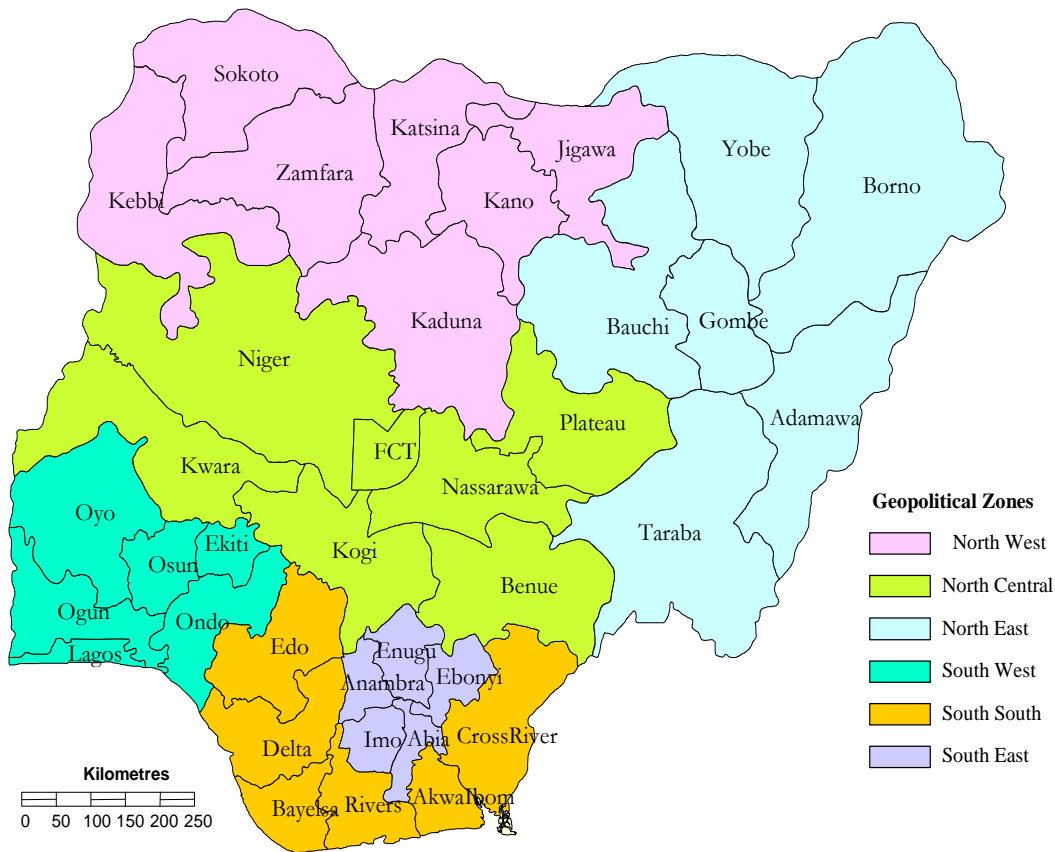 Sokoto
Katsina
Jigawa
Yobe
Zamfara
Borno
Kebbi
Kano
Kaduna
Bauchi
Gombe
Niger
Adamawa
Plateau
FCT
Kwara
Nassarawa
Oyo
Taraba
Ekiti
Kogi
Osun
Benue
Ogun
Ondo
Lagos
Edo
Enugu
Anambra
Ebonyi
Imo
Abia
CrossRiver
Delta
Bayelsa
Rivers
AkwaIbom
Geopolitical Zones
North West
North Central
North East
South West
South South
South East
Kilometres
0 50 100 150 200 250